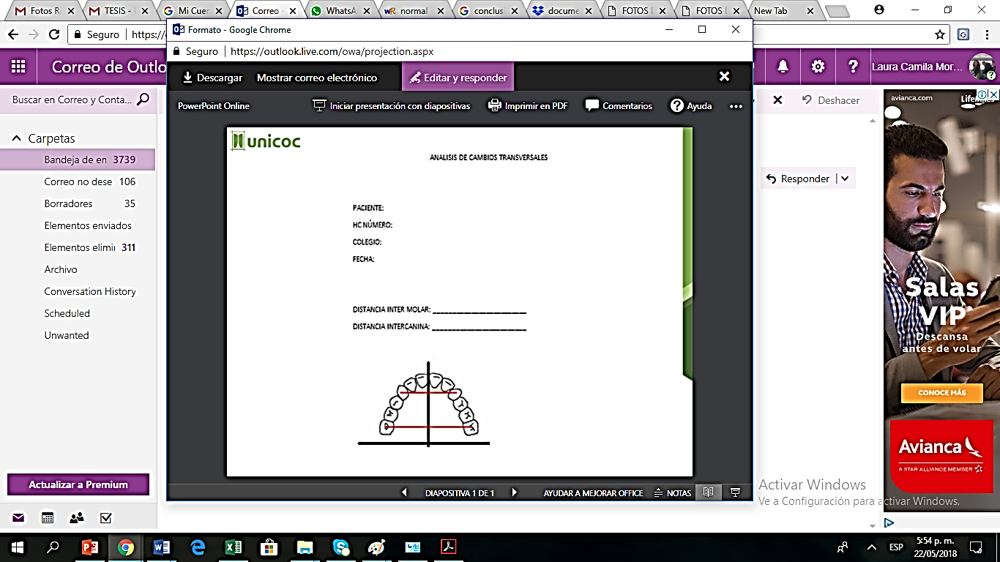 Fotos R
TESIS -
Mi Cuer
Correo
WhatsA
normal
conclus
docume
FOTOS D
FOTOS D
New Tab
Seguro
https://
Formato - Google Chrome
Seguro
https://outlook.live.com/owa/projection.aspx
Correo de Outlo
Laura Camila Mor...
Descargar
Mostrar correo electrónico
Editar y responder
PowerPoint Online
Iniciar presentación con diapositivas
Imprimir en PDF
Comentarios
Ayuda
Buscar en Correo y Conta...
Deshacer
Carpetas
Bandeja de en 3739
Correo no dese 106
Borradores 35
Elementos enviados
Elementos elimi 311
Archivo
Conversation History
Scheduled
Unwanted
Actualizar a Premium
unicoc
ANALISIS DE CAMBIOS TRANSVERSALES
PACIENTE:
HC NÚMERO:
COLEGIO:
FECHA:
DISTANCIA INTER MOLAR: ________________________
DISTANCIA INTERCANINA: ________________________
DIAPOSITIVA 1 DE 1
AYUDAR A MEJORAR OFFICE
NOTAS
Responder
avianca.com
Salas
VIP
Descansa
antes de volar
CONOCE MÁS
Avianca
A STAR ALLIANCE MEMBER
Activar Windows
Ve a Configuración para activar Windows.
ESP
5:54 p. m.
22/05/2018